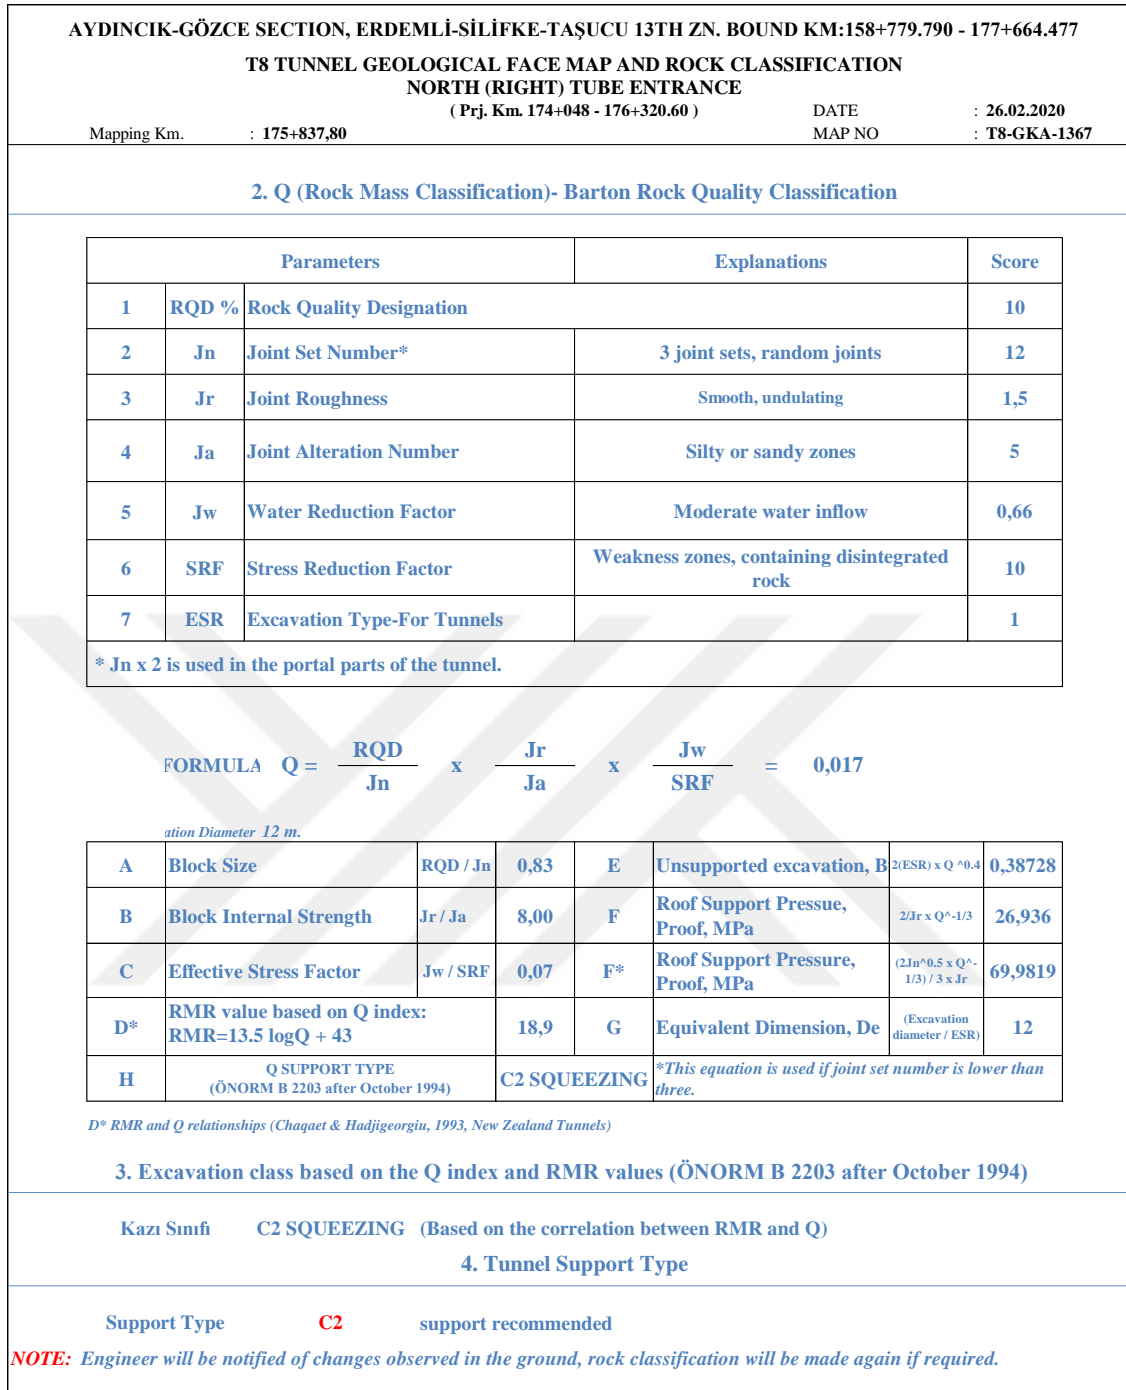 AYDINCIK-GÖZCE SECTION, ERDEMLİ-SİLİFKE-TAŞUCU 13TH ZN. BOUND KM:158+779.790 - 177+664.477
T8 TUNNEL GEOLOGICAL FACE MAP AND ROCK CLASSIFICATION
NORTH (RIGHT) TUBE ENTRANCE
( Prj. Km. 174+048 - 176+320.60 ) DATE : 26.02.2020
Mapping Km. : 175+837,80 MAP NO : T8-GKA-1367
2. Q (Rock Mass Classification)- Barton Rock Quality Classification
Parameters Explanations Score
1 RQD % Rock Quality Designation 10
2 Jn Joint Set Number* 3 joint sets, random joints 12
3 Jr Joint Roughness Smooth, undulating 1,5
4 Ja Joint Alteration Number Silty or sandy zones 5
5 Jw Water Reduction Factor Moderate water inflow 0,66
6 SRF Stress Reduction Factor Weakness zones, containing disintegrated
rock 10
7 ESR Excavation Type-For Tunnels 1
* Jn x 2 is used in the portal parts of the tunnel.
RQD Jr Jw
FORMULA Q = x x = 0,017
Jn Ja SRF
ation Diameter 12 m.
A Block Size RQD / Jn 0,83 E Unsupported excavation, B 2(ESR) x Q ^0.4 0,38728
B Block Internal Strength Jr / Ja 8,00 F Roof Support Pressue,
Proof, MPa 2/Jr x Q^-1/3 26,936
C Effective Stress Factor Jw / SRF 0,07 F* Roof Support Pressure,
Proof, MPa (2Jn^0.5 x Q^-
1/3) / 3 x Jr 69,9819
D* RMR value based on Q index:
RMR=13.5 logQ + 43 18,9 G Equivalent Dimension, De (Excavation
diameter / ESR) 12
H Q SUPPORT TYPE
(ÖNORM B 2203 after October 1994) C2 SQUEEZING *This equation is used if joint set number is lower than
three.
D* RMR and Q relationships (Chaqaet & Hadjigeorgiu, 1993, New Zealand Tunnels)
3. Excavation class based on the Q index and RMR values (ÖNORM B 2203 after October 1994)
Kazı Sınıfı C2 SQUEEZING (Based on the correlation between RMR and Q)
4. Tunnel Support Type
Support Type C2 support recommended
NOTE: Engineer will be notified of changes observed in the ground, rock classification will be made again if required.